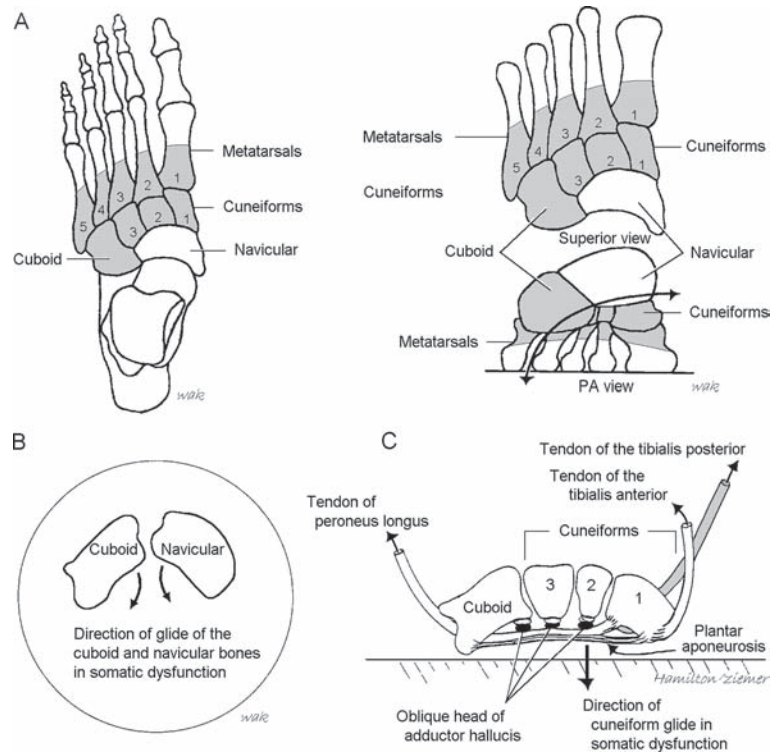 A
Metatarsals
Cuneiforms
Navicular
Cuboid
5
4
3
2
1
3
2
1
wak
Metatarsals
Cuneiforms
Cuneiforms
5
4
3
2
1
3
2
1
Cuboid
Superior view
Navicular
Cuneiforms
Metatarsals
PA view
wak
B
Cuboid
Navicular
Direction of glide of the
cuboid and navicular bones
in somatic dysfunction
wak
C
Tendon of the tibialis posterior
Tendon of the
tibialis anterior
Tendon of
peroneus longus
Cuneiforms
Cuboid
3
2
1
Plantar
aponeurosis
Hamilton/ziemer
Oblique head of
adductor hallucis
Direction of
cuneiform glide in
somatic dysfunction